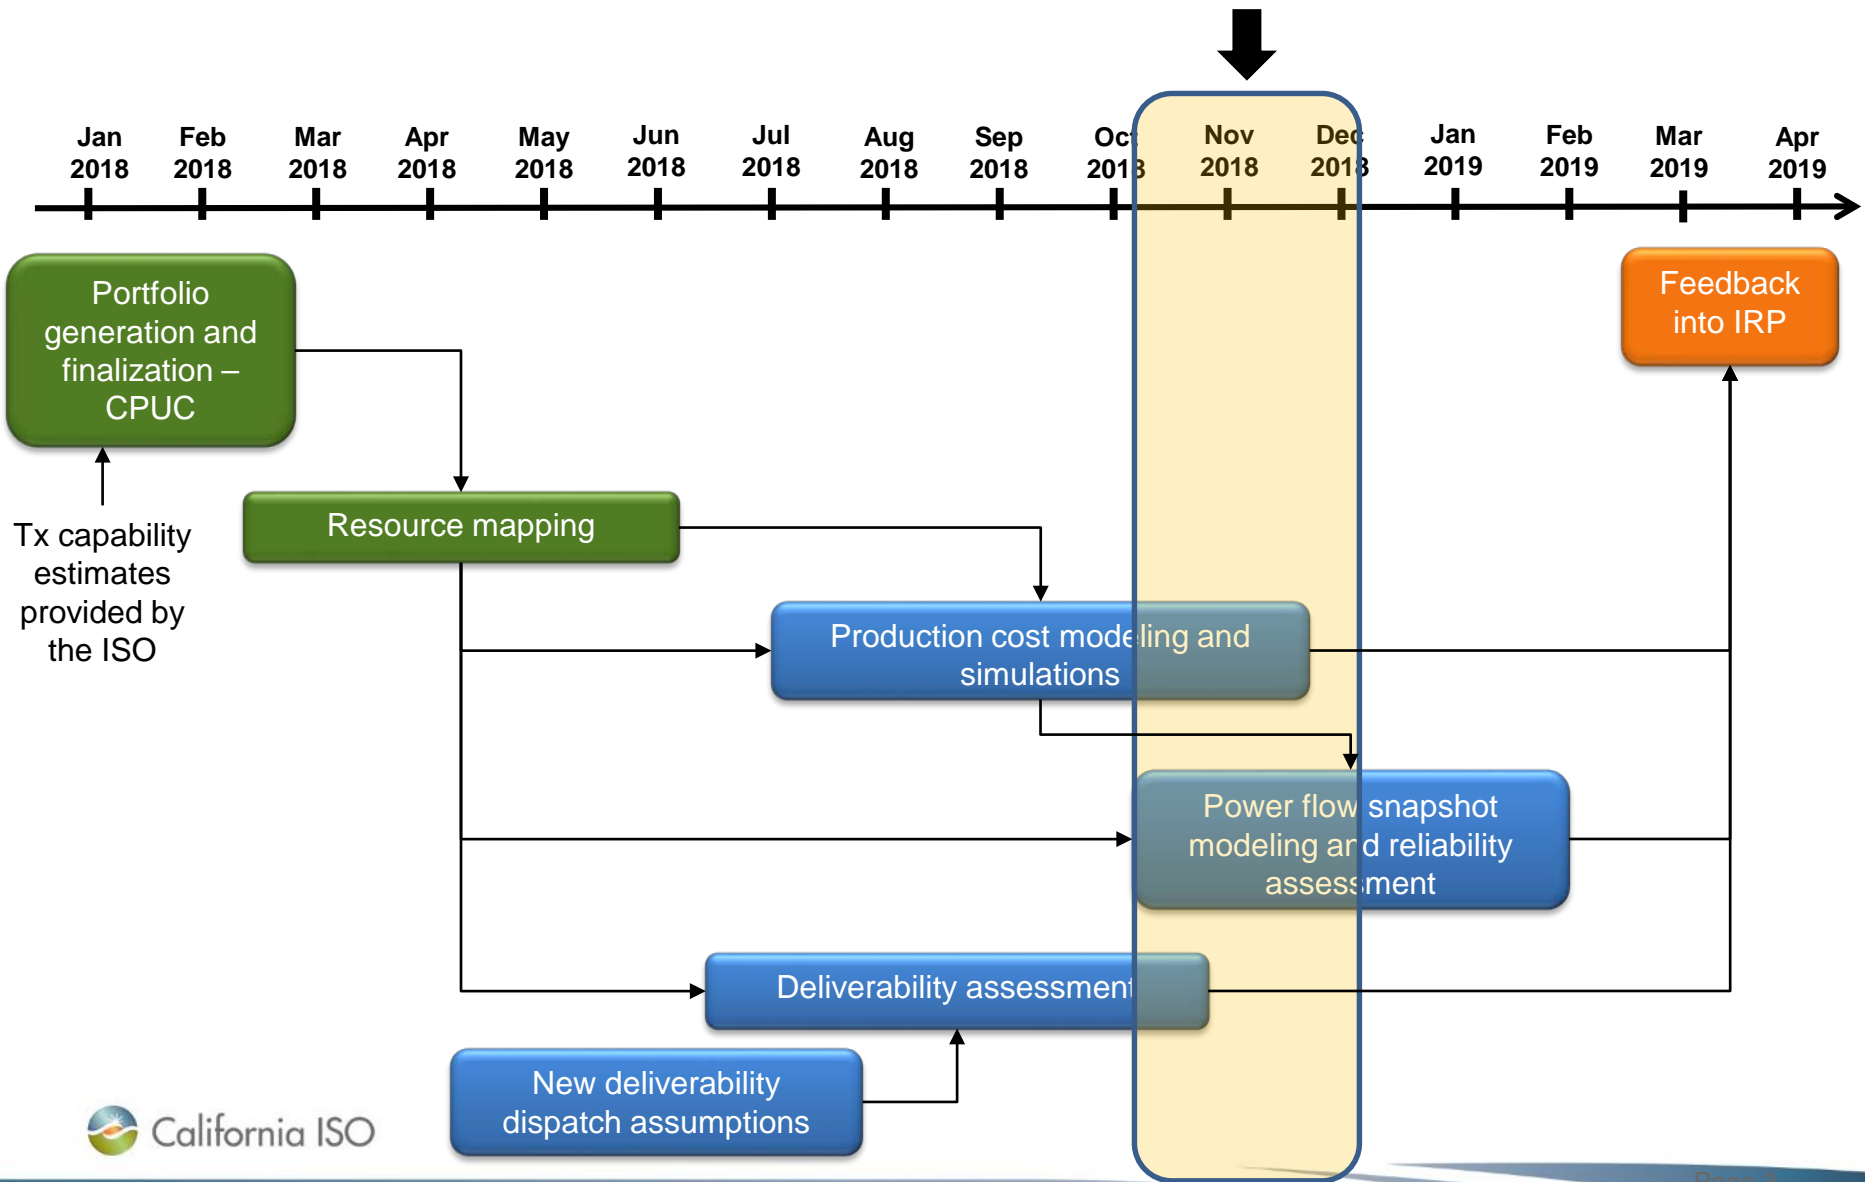 Jan Feb Mar Apr May Jun Jul Aug Sep Oct Nov Dec Jan Feb Mar Apr
2018 2018 2018 2018 2018 2018 2018 2018 2018 2018 2018 2018 2019 2019 2019 2019
Portfolio
generation and
finalization –
CPUC
Feedback
into IRP
Tx capability
estimates
provided by
the ISO
Resource mapping
Production cost modeling and
simulations
Power flow snapshot
modeling and reliability
assessment
Deliverability assessment
New deliverability
dispatch assumptions
California ISO
Page